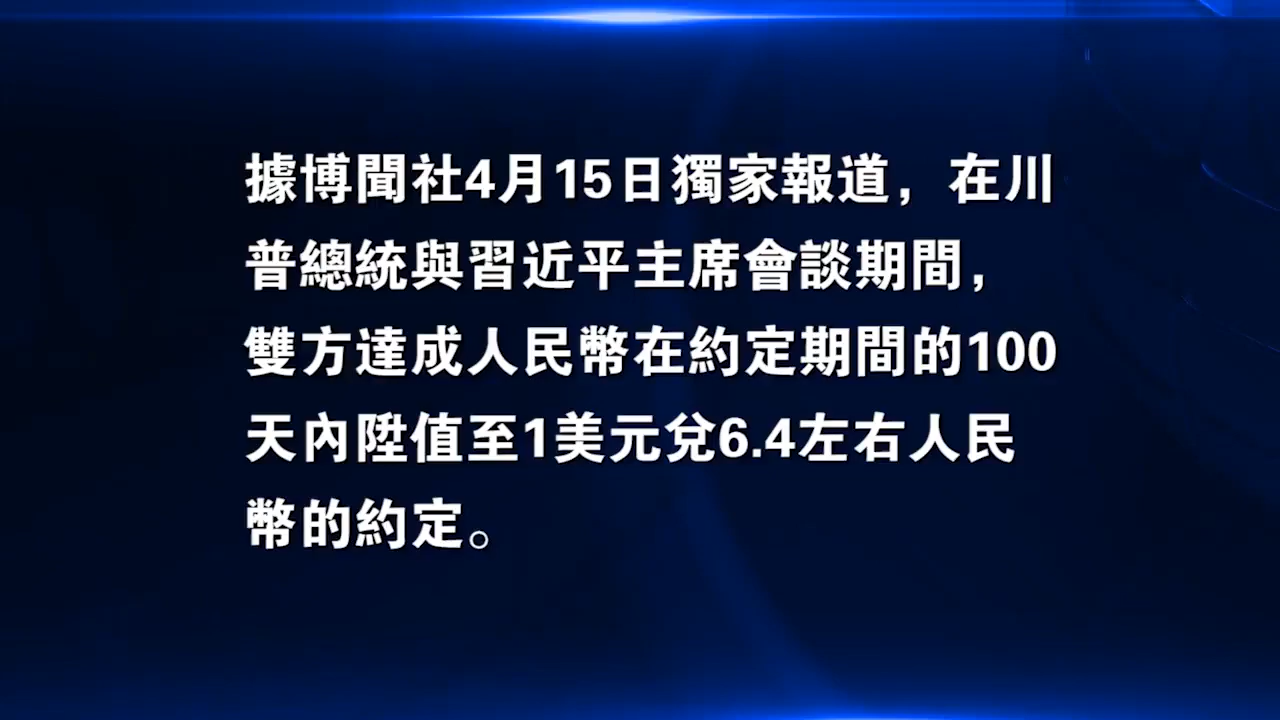 據博聞社4月15日獨家報道，在川
普總統與習近平主席會談期間，
雙方達成人民幣在約定期間的100
天內陞值至1美元兌6.4左右人民
幣的約定。